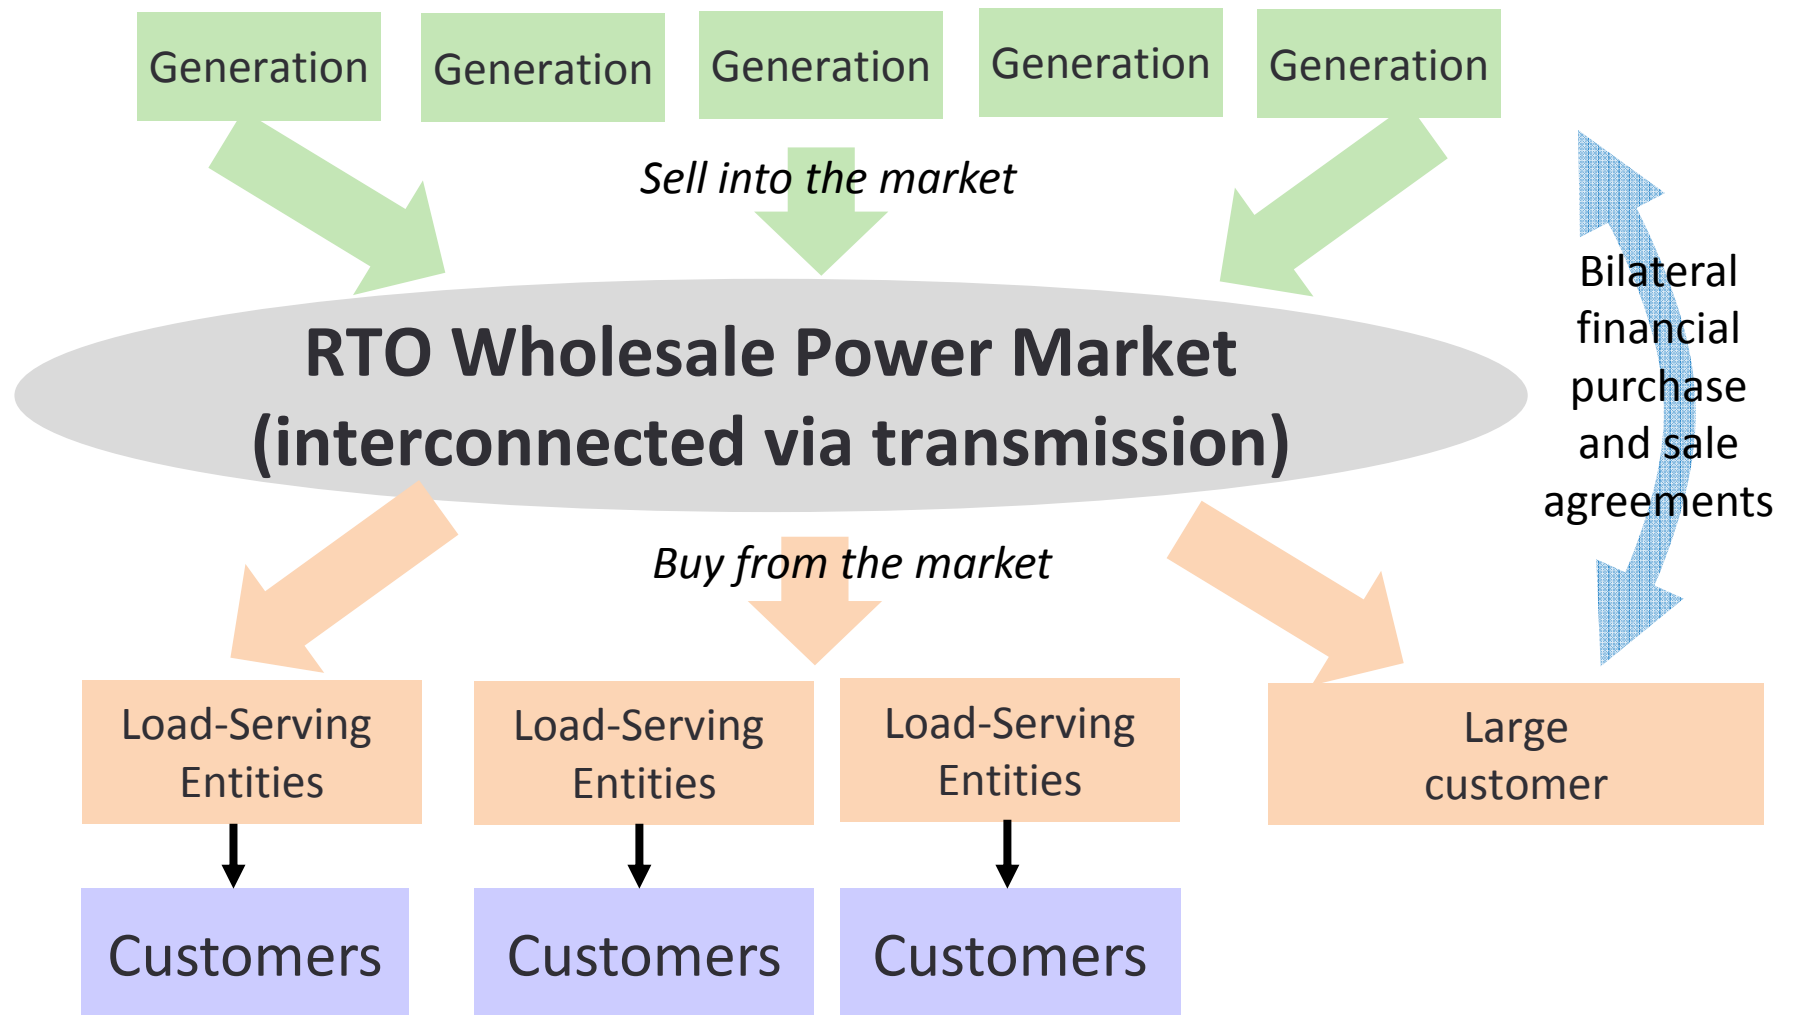 Generation
Generation
Generation
Generation
Generation
Sell into the market
RTO Wholesale Power Market
(interconnected via transmission)
Bilateral
financial
purchase
and sale
agreements
Buy from the market
Load-Serving
Entities
Load-Serving
Entities
Load-Serving
Entities
Large
customer
Customers
Customers
Customers